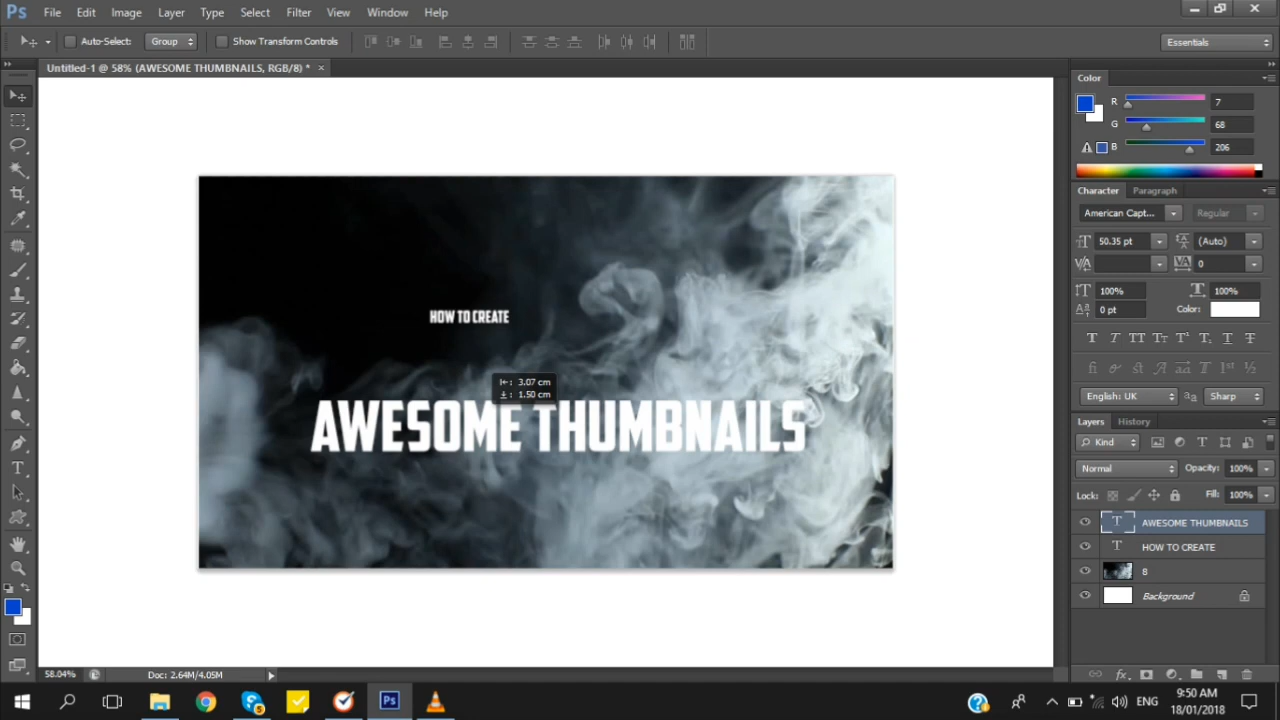 Ps File Edit Image Layer Type Select Filter View Window Help
Auto-Select: Group Show Transform Controls Essentials
Untitled-1 @ 58% (AWESOME THUMBNAILS, RGB/8) * ×
Color
R 7
G 68
B 206
Character Paragraph
American Capt... Regular
50.35 pt (Auto)
0
100% 100%
0 pt Color:
English: UK Sharp
Layers History
Kind
Normal Opacity: 100%
Lock: Fill: 100%
AWESOME THUMBNAILS
HOW TO CREATE
8
Background
HOW TO CREATE
3.07 cm
1.50 cm
AWESOME THUMBNAILS
58.04% Doc: 2.64M/4.05M
Ps ENG 9:50 AM
18/01/2018